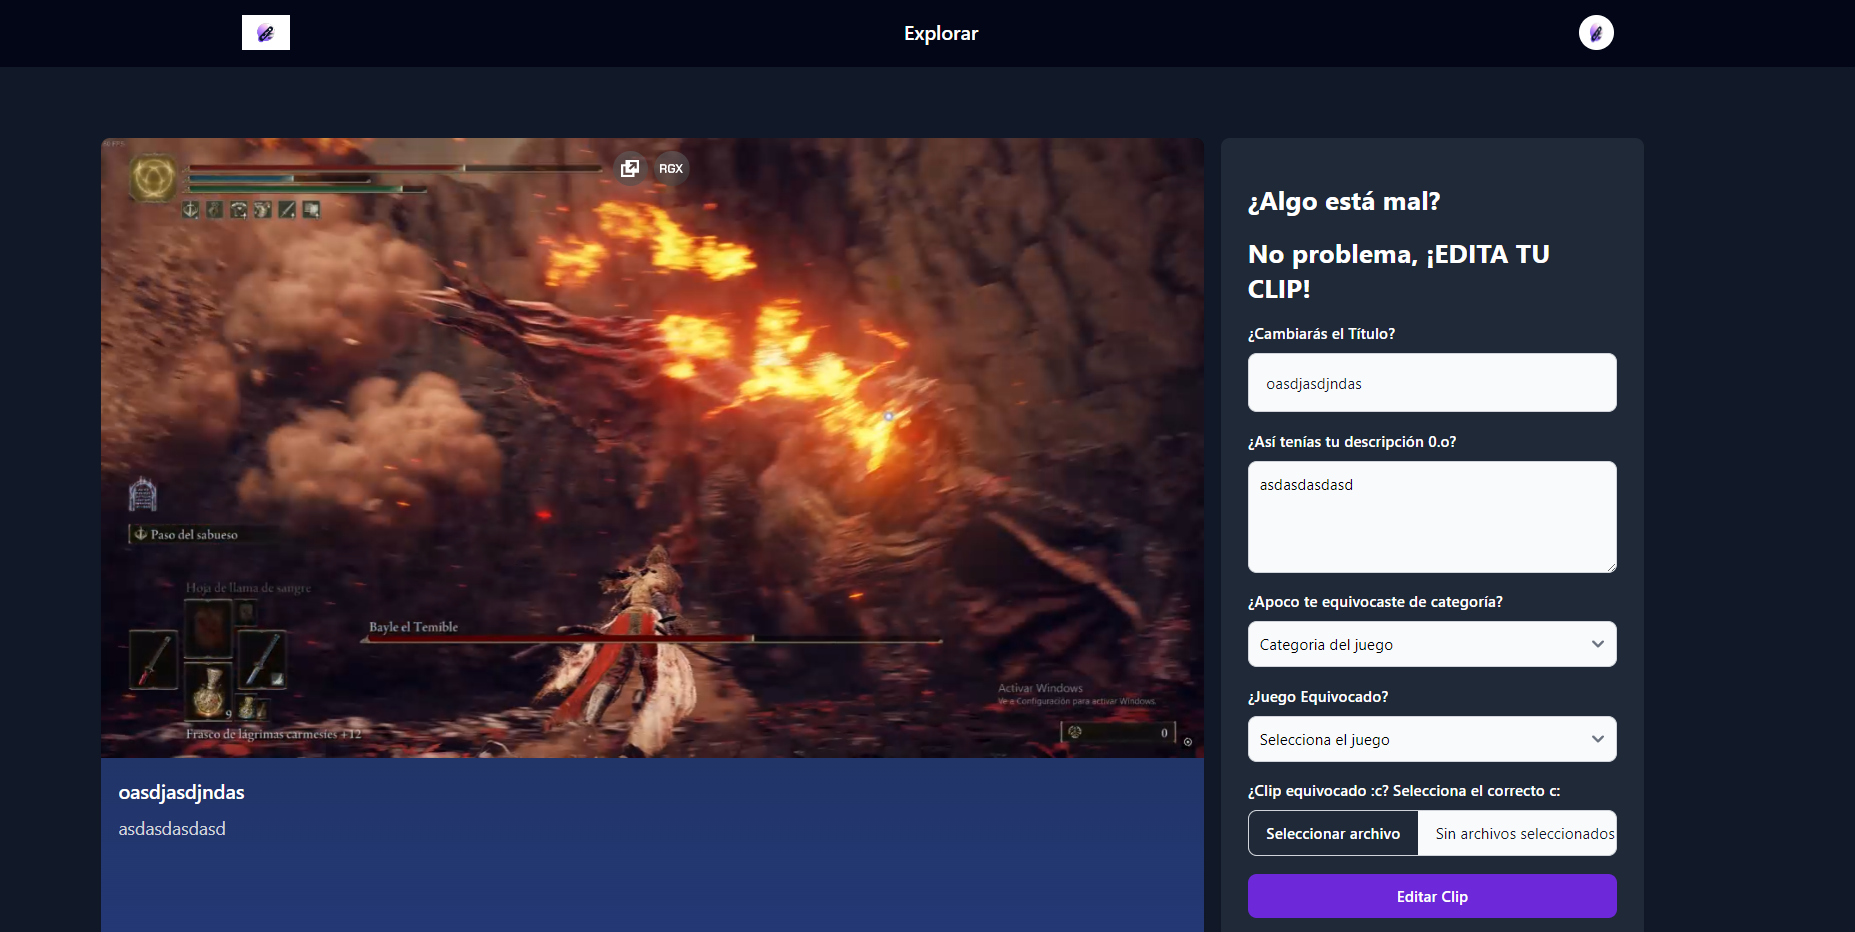 Explorar
RGX
Paso del sabueso
Hoja de llama de sangre
Bayle el Temible
9
Frasco de lágrimas carmesíes +12
Activar Windows
Ve a Configuración para activar Windows.
0
oasdjasdjndas
asdasdasdasd
¿Algo está mal?
No problema, ¡EDITA TU
CLIP!
¿Cambiarás el Título?
oasdjasdjndas
¿Así tenías tu descripción 0.o?
asdasdasdasd
¿Apoco te equivocaste de categoría?
Categoria del juego
¿Juego Equivocado?
Selecciona el juego
¿Clip equivocado :c? Selecciona el correcto c:
Seleccionar archivo
Sin archivos seleccionados
Editar Clip